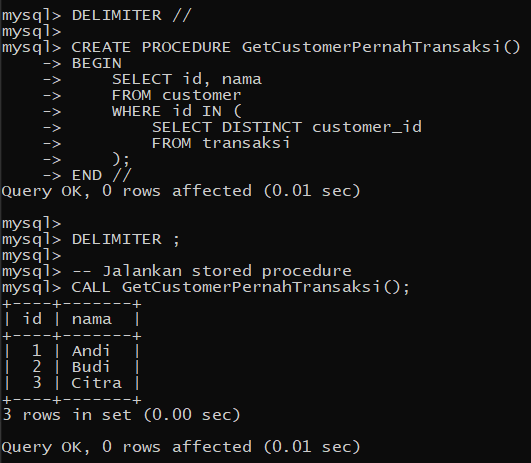 mysql> DELIMITER //
mysql>
mysql> CREATE PROCEDURE GetCustomerPernahTransaksi()
    -> BEGIN
    ->     SELECT id, nama
    ->     FROM customer
    ->     WHERE id IN (
    ->         SELECT DISTINCT customer_id
    ->         FROM transaksi
    ->     );
    -> END //
Query OK, 0 rows affected (0.01 sec)

mysql>
mysql> DELIMITER ;
mysql>
mysql> -- Jalankan stored procedure
mysql> CALL GetCustomerPernahTransaksi();
+----+-------+
| id | nama  |
+----+-------+
|  1 | Andi  |
|  2 | Budi  |
|  3 | Citra |
+----+-------+
3 rows in set (0.00 sec)

Query OK, 0 rows affected (0.01 sec)